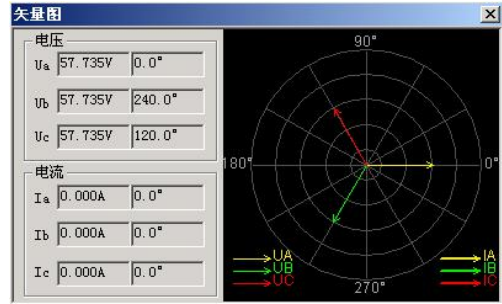 矢量图
电压
Ua 57.735V 0.0°
Ub 57.735V 240.0°
Uc 57.735V 120.0°
电流
Ia 0.000A 0.0°
Ib 0.000A 0.0°
Ic 0.000A 0.0°
90°
180° 0°
270°
UA IA
UB IB
UC IC